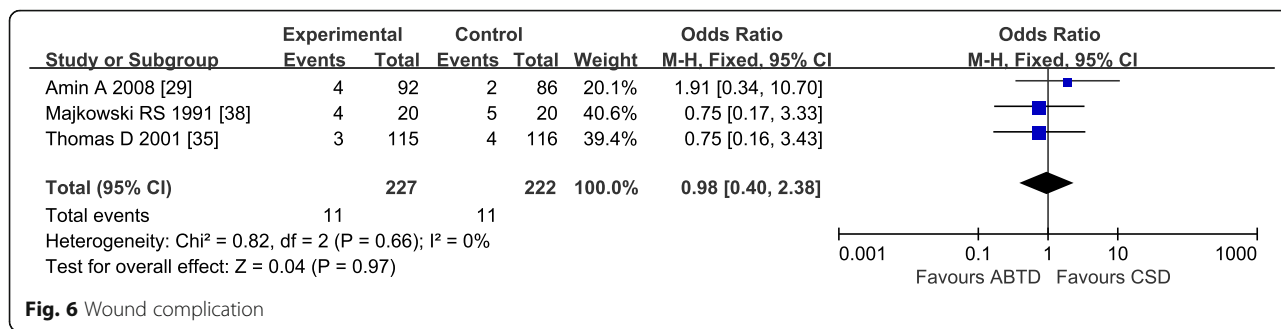 Experimental Control Odds Ratio Odds Ratio
Study or Subgroup Events Total Events Total Weight M-H, Fixed, 95% CI M-H, Fixed, 95% CI
Amin A 2008 [29] 4 92 2 86 20.1% 1.91 [0.34, 10.70]
Majkowski RS 1991 [38] 4 20 5 20 40.6% 0.75 [0.17, 3.33]
Thomas D 2001 [35] 3 115 4 116 39.4% 0.75 [0.16, 3.43]
Total (95% CI) 227 222 100.0% 0.98 [0.40, 2.38]
Total events 11 11
Heterogeneity: Chi² = 0.82, df = 2 (P = 0.66); I² = 0%
Test for overall effect: Z = 0.04 (P = 0.97)
0.001 0.1 1 10 1000
Favours ABTD Favours CSD
Fig. 6 Wound complication